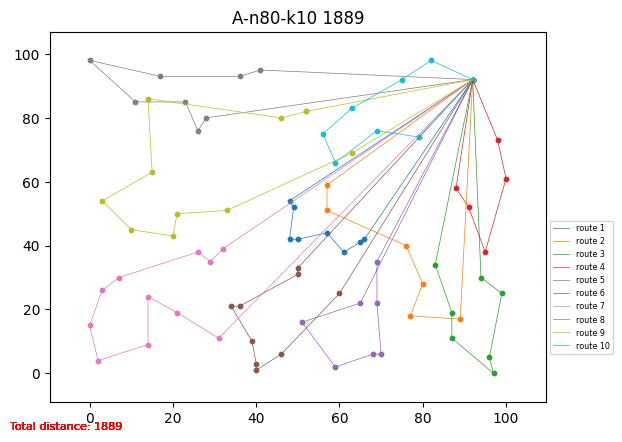 A-n80-k10 1889
100
80
60
40
20
0
0
20
40
60
80
100
route 1
route 2
route 3
route 4
route 5
route 6
route 7
route 8
route 9
route 10
Total distance: 1889